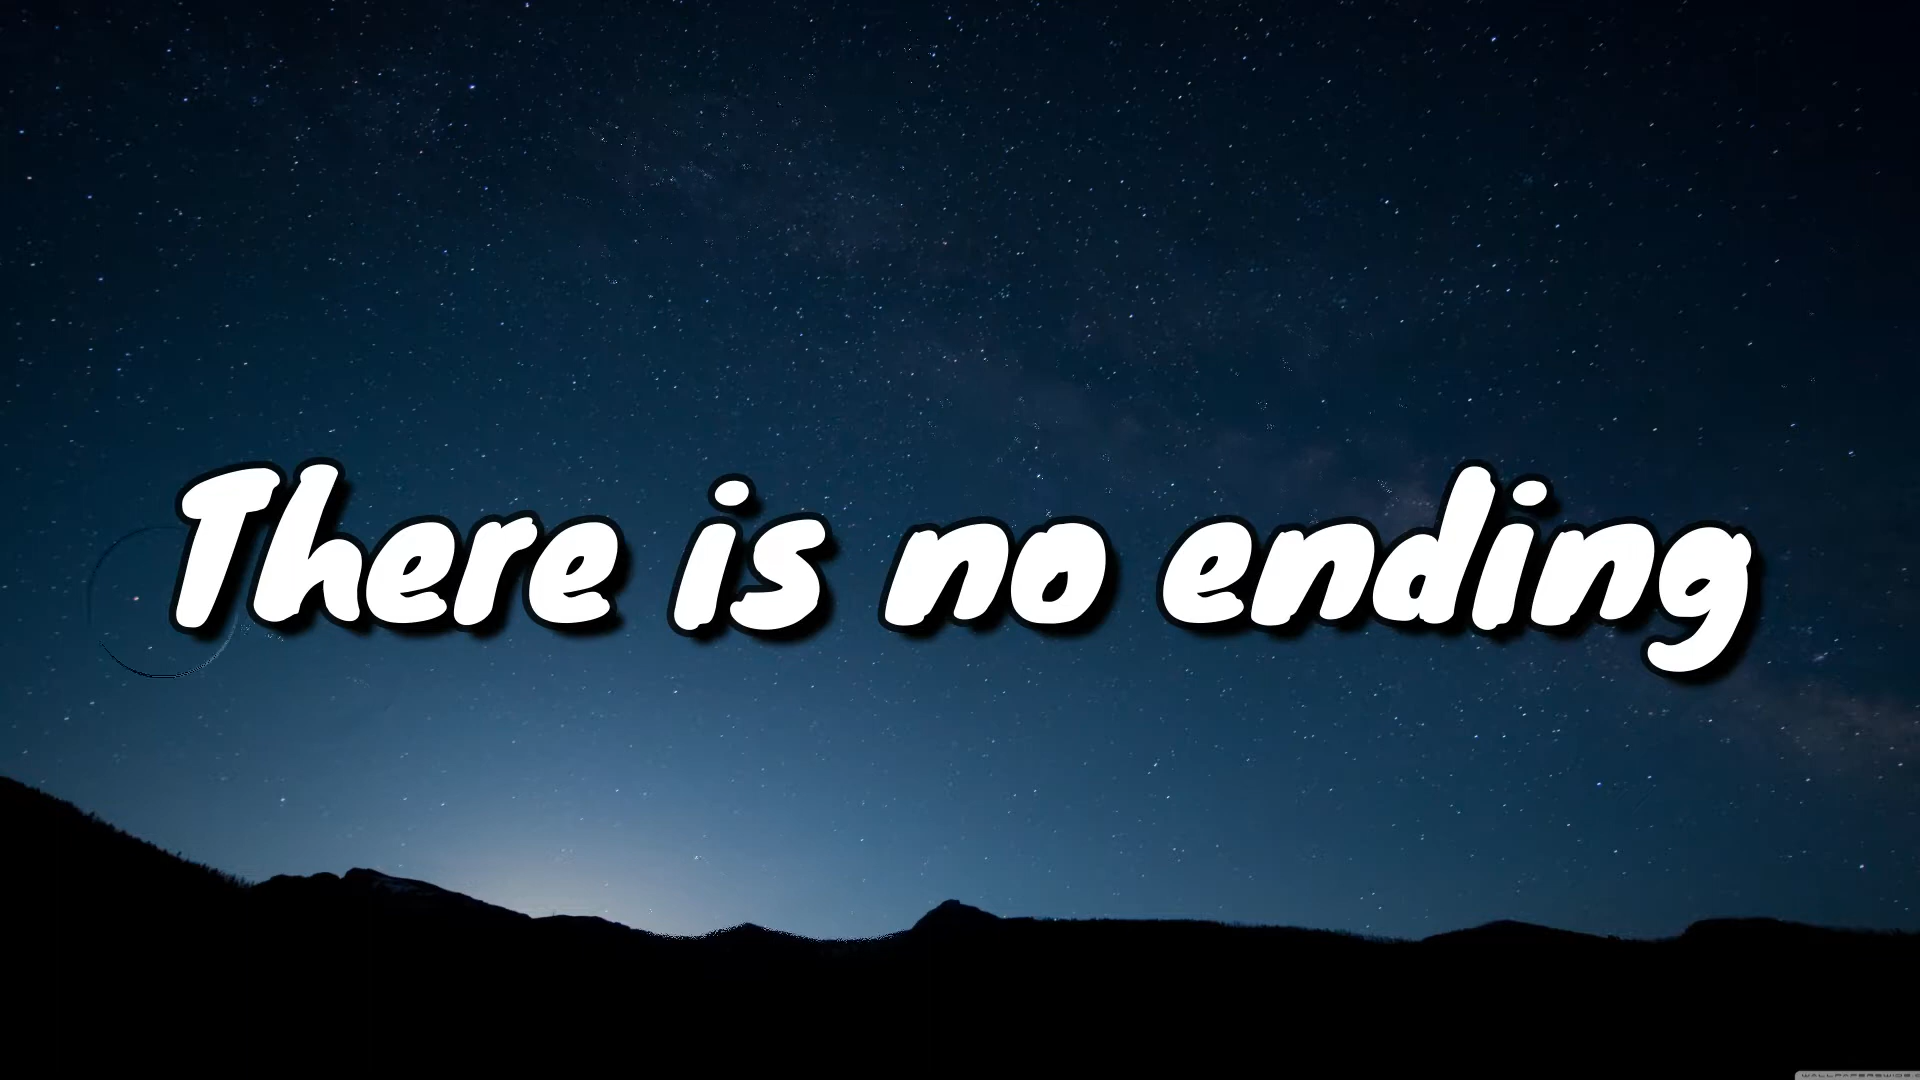 There is no ending